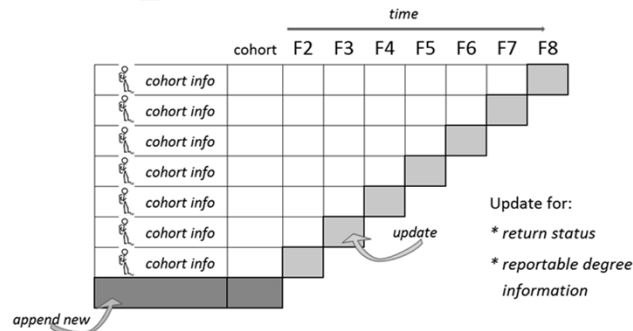 time
cohort F2 F3 F4 F5 F6 F7 F8
cohort info
cohort info
cohort info
cohort info
cohort info
cohort info
cohort info
update
append new
Update for:
* return status
* reportable degree
information